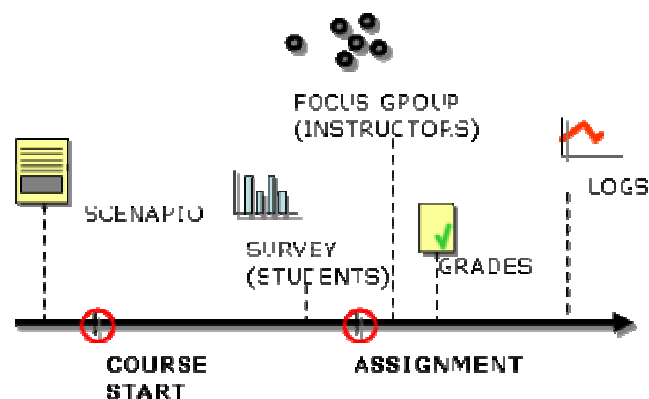 FOCUS GROUP
(INSTRUCTORS)
LOGS
SCENARIO
SURVEY
(STUDENTS)
GRADES
COURSE
START
ASSIGNMENT